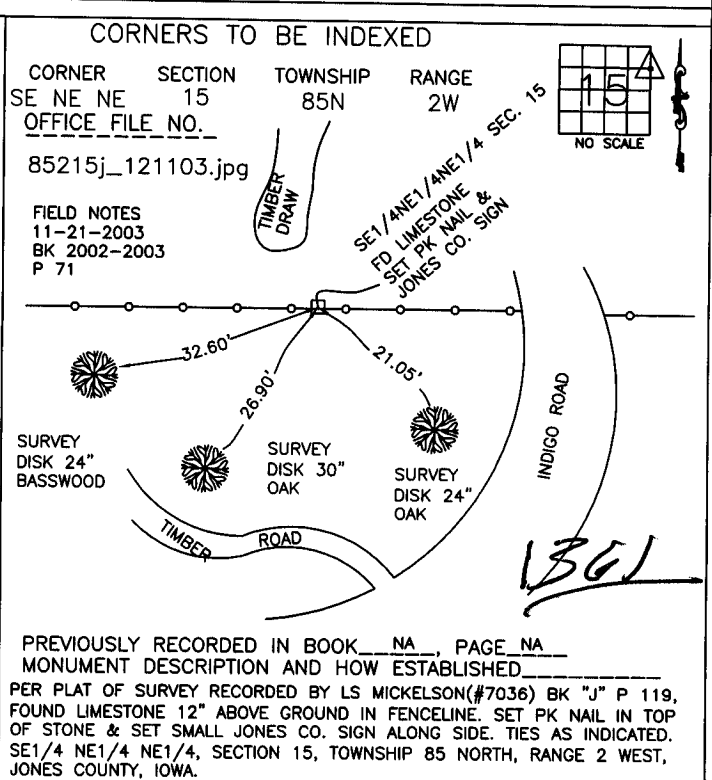 CORNERS TO BE INDEXED
CORNER SECTION TOWNSHIP RANGE
SE NE NE 15 85N 2W
OFFICE FILE NO.
85215j_121103.jpg
15
NO SCALE
FIELD NOTES
11-21-2003
BK 2002-2003
P 71
TIMBER
DRAW
SE1/4NE1/4NE1/4 SEC. 15
FD LIMESTONE
SET PK NAIL &
JONES CO. SIGN
32.60'
26.90'
21.05'
SURVEY
DISK 24"
BASSWOOD
SURVEY
DISK 30"
OAK
SURVEY
DISK 24"
OAK
INDIGO ROAD
TIMBER ROAD
1361
PREVIOUSLY RECORDED IN BOOK__NA__, PAGE_NA__
MONUMENT DESCRIPTION AND HOW ESTABLISHED___________
PER PLAT OF SURVEY RECORDED BY LS MICKELSON(#7036) BK "J" P 119,
FOUND LIMESTONE 12" ABOVE GROUND IN FENCELINE. SET PK NAIL IN TOP
OF STONE & SET SMALL JONES CO. SIGN ALONG SIDE. TIES AS INDICATED.
SE1/4 NE1/4 NE1/4, SECTION 15, TOWNSHIP 85 NORTH, RANGE 2 WEST,
JONES COUNTY, IOWA.